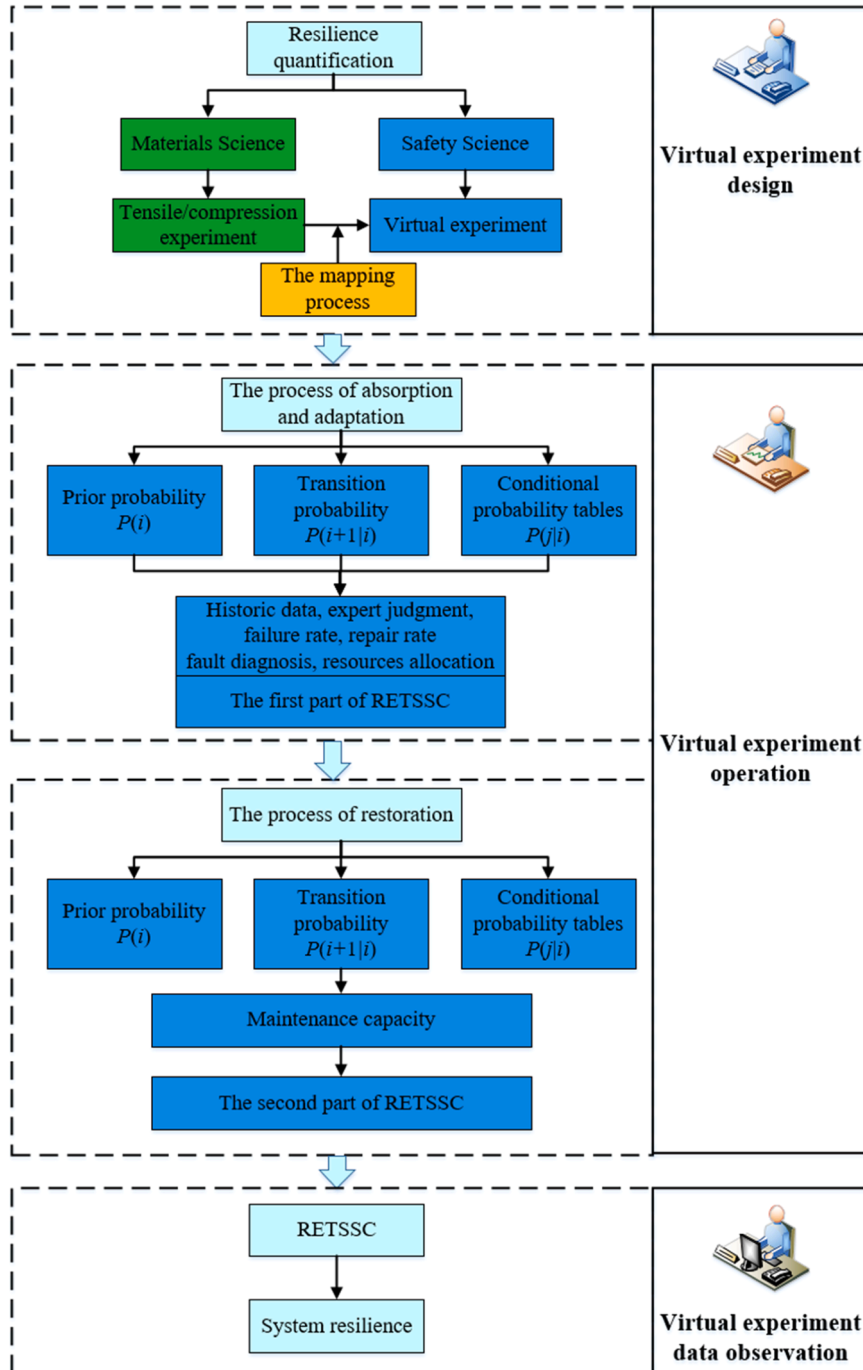 Resilience
quantification
Materials Science
Safety Science
Tensile/compression
experiment
Virtual experiment
The mapping
process
Virtual experiment
design
The process of absorption
and adaptation
Prior probability
P(i)
Transition
probability
P(i+1|i)
Conditional
probability tables
P(j|i)
Historic data, expert judgment,
failure rate, repair rate
fault diagnosis, resources allocation
The first part of RETSSC
Virtual experiment
operation
The process of restoration
Prior probability
P(i)
Transition
probability
P(i+1|i)
Conditional
probability tables
P(j|i)
Maintenance capacity
The second part of RETSSC
RETSSC
System resilience
Virtual experiment
data observation